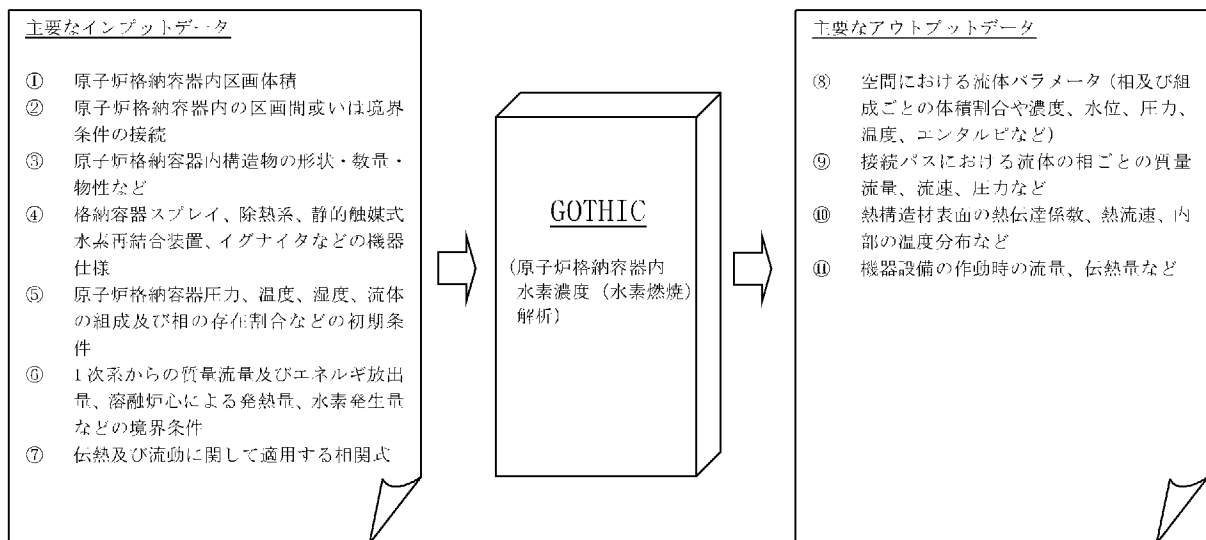 主要なインプットデータ
① 原子炉格納容器内区画体積
② 原子炉格納容器内の区画間或いは境界
条件の接続
③ 原子炉格納容器内構造物の形状・数量・
物性など
④ 格納容器スプレイ、除熱系、静的触媒式
水素再結合装置、イグナイタなどの機器
仕様
⑤ 原子炉格納容器圧力、温度、湿度、流体
の組成及び相の存在割合などの初期条
件
⑥ 1次系からの質量流量及びエネルギ放出
量、溶融炉心による発熱量、水素発生量
などの境界条件
⑦ 伝熱及び流動に関して適用する相関式
GOTHIC
(原子炉格納容器内
水素濃度(水素燃焼)
解析)
主要なアウトプットデータ
⑧ 空間における流体パラメータ(相及び組
成ごとの体積割合や濃度、水位、圧力、
温度、エンタルピなど)
⑨ 接続パスにおける流体の相ごとの質量
流量、流速、圧力など
⑩ 熱構造材表面の熱伝達係数、熱流速、内
部の温度分布など
⑪ 機器設備の作動時の流量、伝熱量など